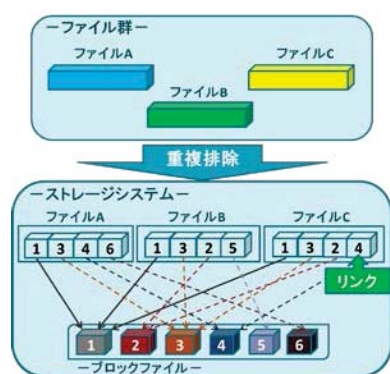 ーファイル群ー
ファイルA
ファイルC
ファイルB
重複排除
ーストレージシステムー
ファイルA ファイルB ファイルC
1 3 4 6 1 3 2 5 1 3 2 4
リンク
1 2 3 4 5 6
ーブロックファイルー